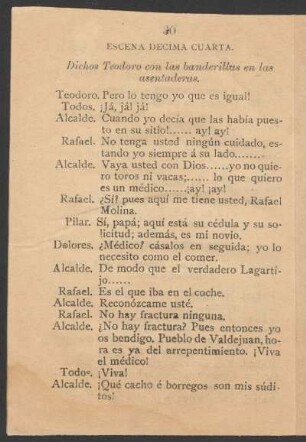 40
ESCENA DECIMA CUARTA.
Dichos Teodoro con las banderillas en las
asentaderas.
Teodoro. Pero lo tengo yo que es igual!
Todos. ¡Já, já! já!
Alcalde. Cuando yo decía que las había pues-
to en su sitio!...... ay! ay!
Rafael. No tenga usted ningún cuidado, es-
tando yo siempre á su lado.......
Alcalde. Vaya usted con Dios.....yo no quie-
ro toros ni vacas;...... lo que quiero
es un médico.....¡ay! ¡ay!
Rafael. ¿Sí? pues aquí me tiene usted, Rafael
Molina.
Pilar. Sí, papá; aquí está su cédula y su so-
licitud; además, es mi novio.
Dolores. ¿Médico? cásalos en seguida; yo lo
necesito como el comer.
Alcalde. De modo que el verdadero Lagarti-
jo......
Rafael. Es el que iba en el coche.
Alcalde. Reconózcame usté.
Rafael. No hay fractura ninguna.
Alcalde. ¿No hay fractura? Pues entonces yo
os bendigo. Pueblo de Valdejuan, ho-
ra es ya del arrepentimiento. ¡Viva
el médico!
Todos. ¡Viva!
Alcalde. ¡Qué cacho é borregos son mis súdi-
tos!